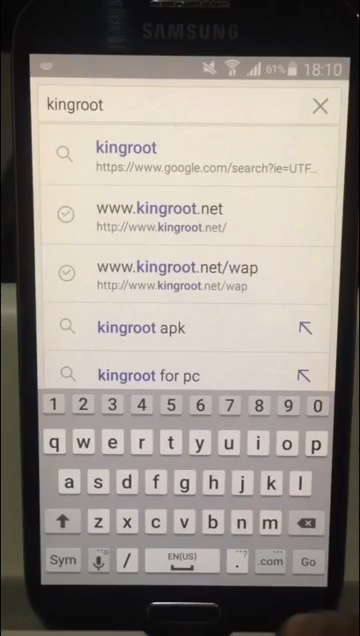 SAMSUNG
61% 18:10
kingroot
kingroot
https://www.google.com/search?ie=UTF...
www.kingroot.net
http://www.kingroot.net/
www.kingroot.net/wap
http://www.kingroot.net/wap
kingroot apk
kingroot for pc
1 2 3 4 5 6 7 8 9 0
q w e r t y u i o p
a s d f g h j k l
z x c v b n m
EN(US)
Sym / . .com Go